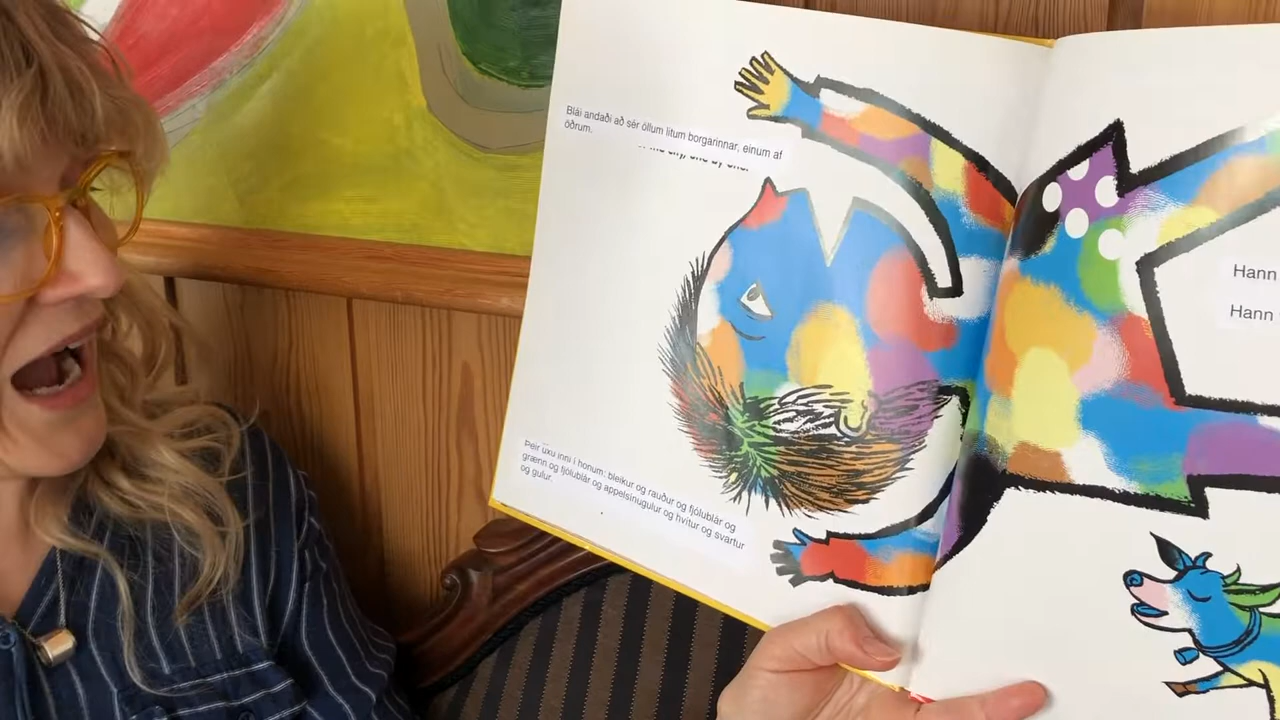 Blái andaði að sér öllum litum borgarinnar, einum af
öðrum.
Þeir uxu inni í honum: bleikur og rauður og fjólublár og
grænn og fjólublár og appelsínugulur og hvítur og svartur
og gulur.
Hann
Hann